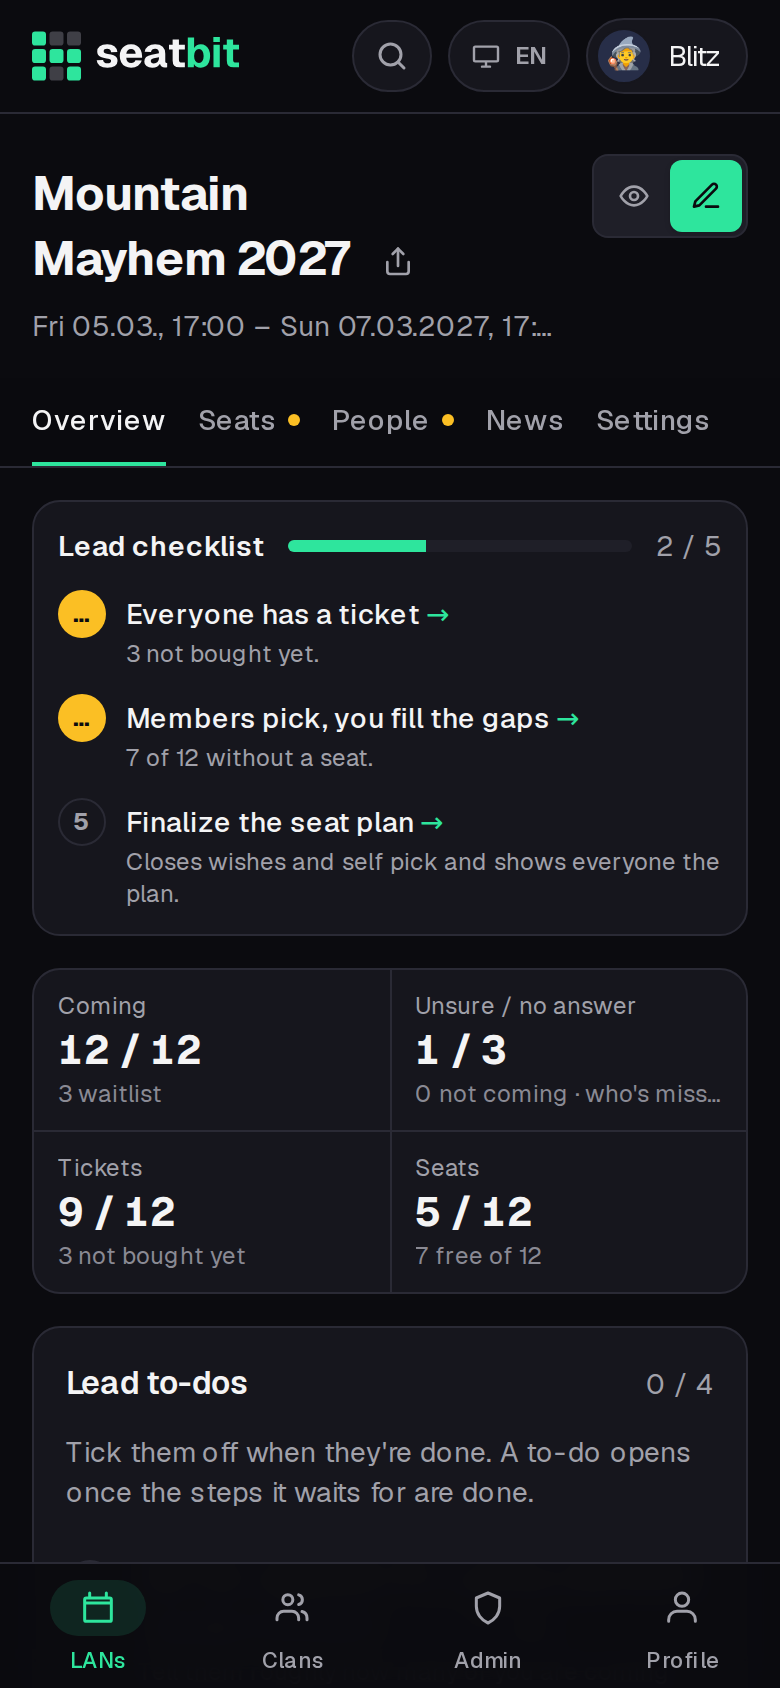 seatbit
EN
Blitz
Mountain
Mayhem 2027
Fri 05.03., 17:00 – Sun 07.03.2027, 17:...
Overview
Seats
People
News
Settings
Lead checklist
2 / 5
...
Everyone has a ticket →
3 not bought yet.
...
Members pick, you fill the gaps →
7 of 12 without a seat.
5
Finalize the seat plan →
Closes wishes and self pick and shows everyone the
plan.
Coming
12 / 12
3 waitlist
Unsure / no answer
1 / 3
0 not coming · who's miss...
Tickets
9 / 12
3 not bought yet
Seats
5 / 12
7 free of 12
Lead to-dos
0 / 4
Tick them off when they're done. A to-do opens
once the steps it waits for are done.
LANs
Clans
Admin
Profile